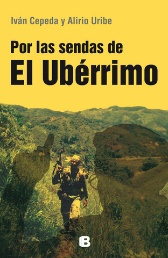 Iván Cepeda y Alirio Uribe
Por las sendas de
El Ubérrimo
B